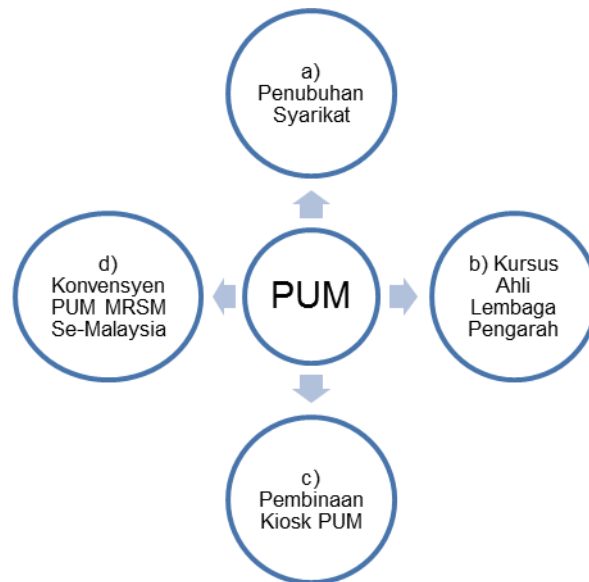 a)
Penubuhan
Syarikat
d)
Konvensyen
PUM MRSM
Se-Malaysia
PUM
b) Kursus
Ahli
Lembaga
Pengarah
c)
Pembinaan
Kiosk PUM